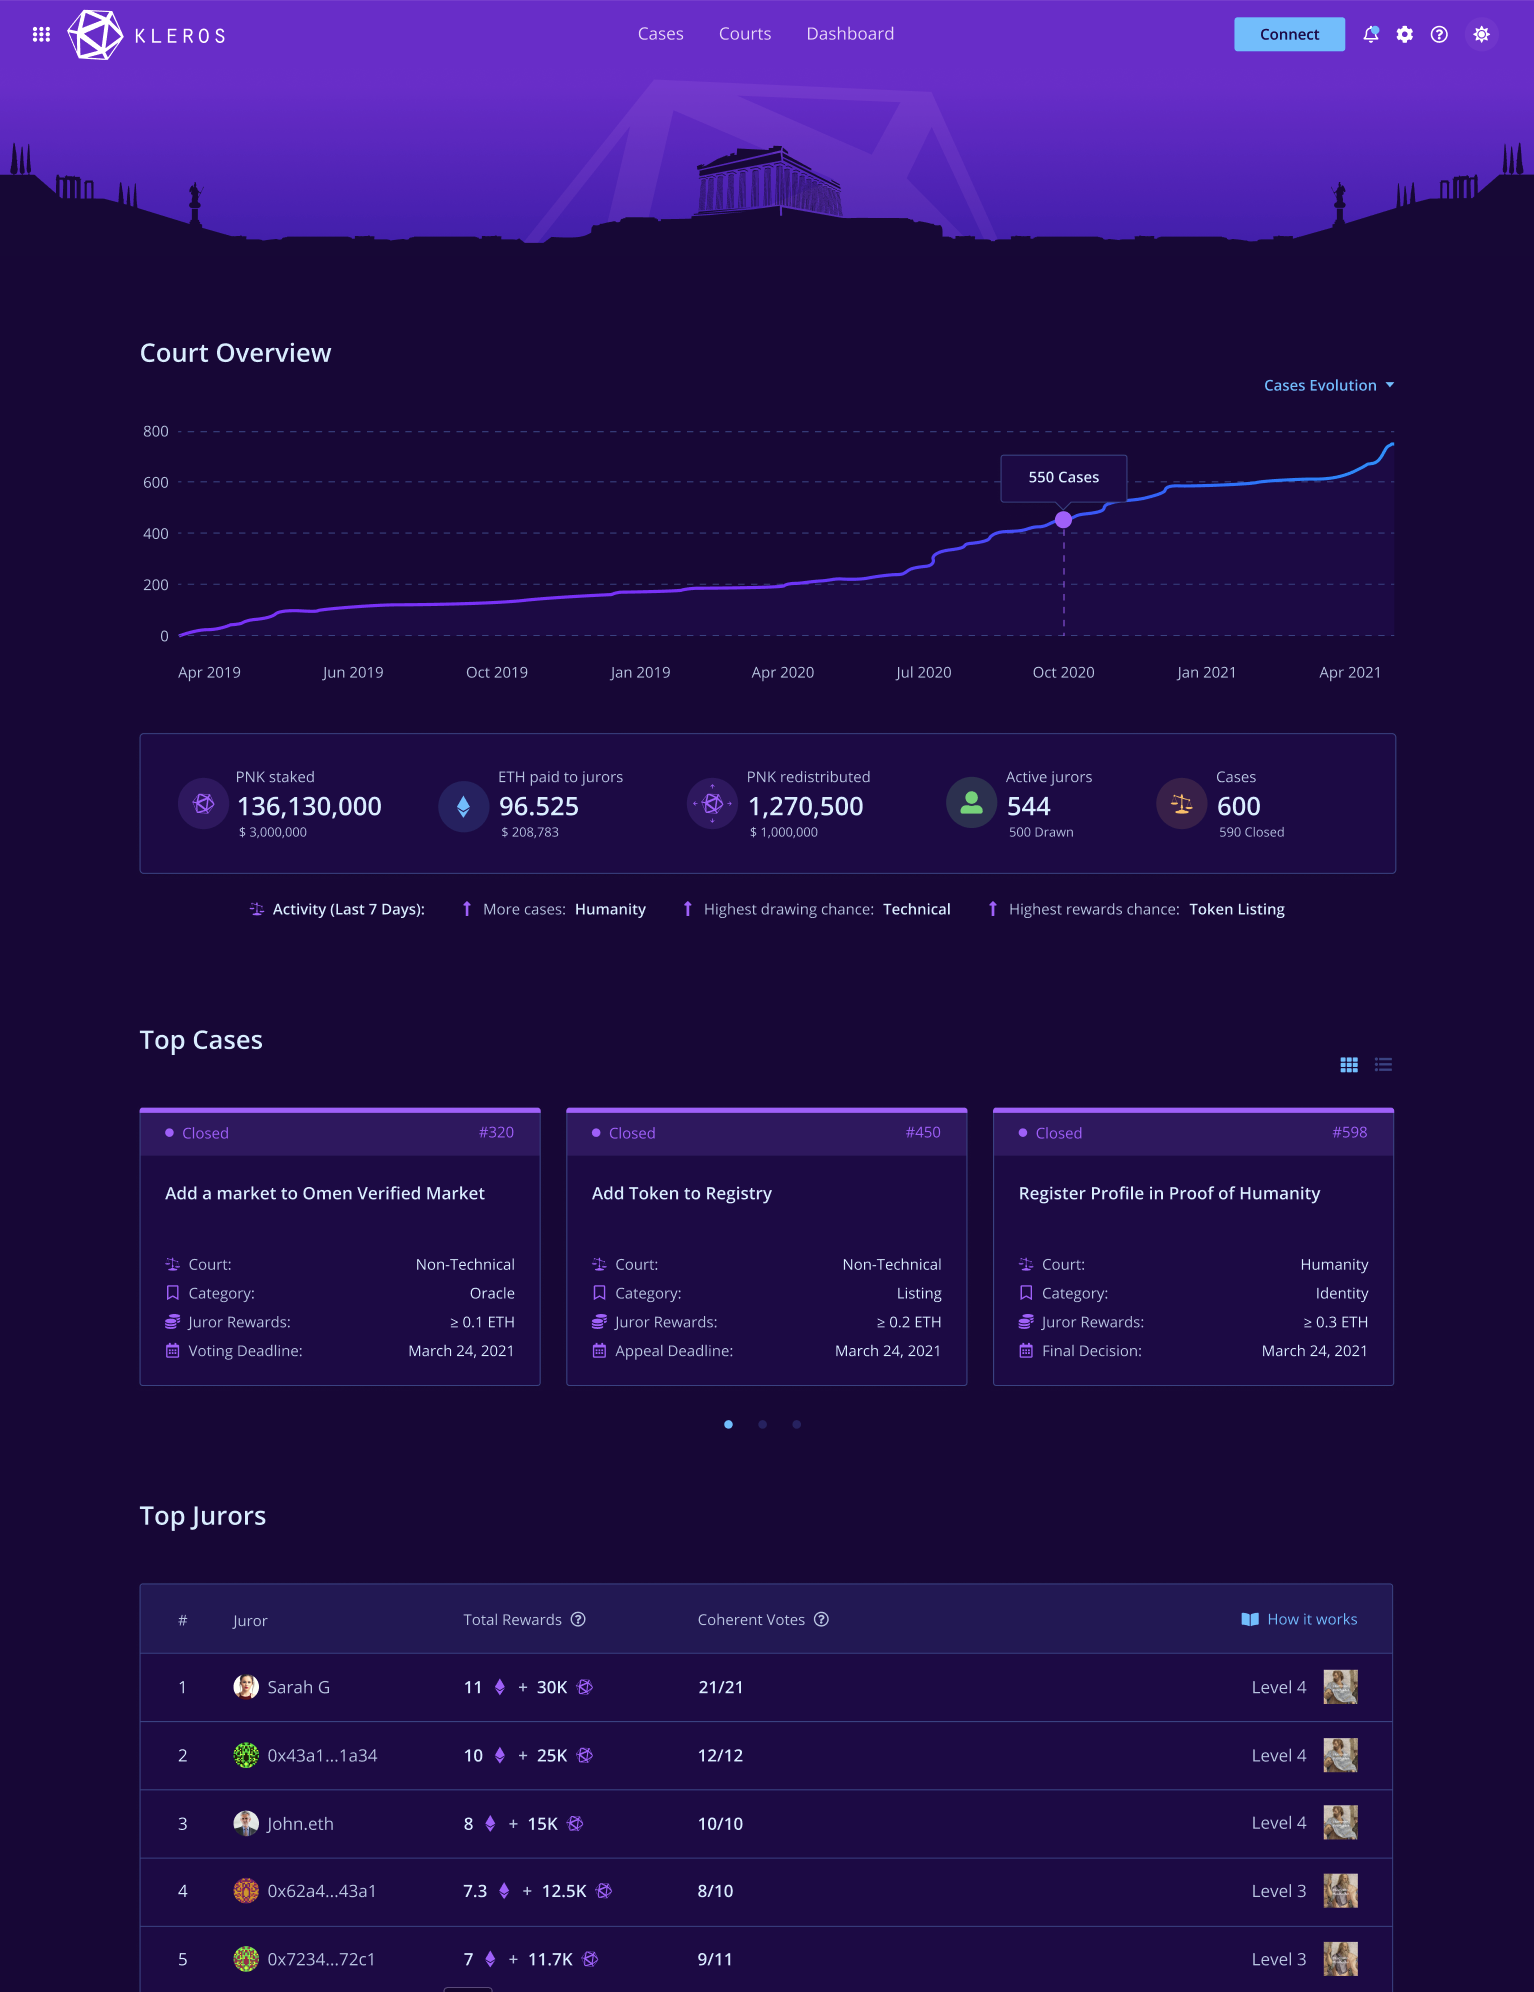 KLEROS
Cases
Courts
Dashboard
Connect
Court Overview
Cases Evolution
800
600
400
200
0
550 Cases
Apr 2019
Jun 2019
Oct 2019
Jan 2019
Apr 2020
Jul 2020
Oct 2020
Jan 2021
Apr 2021
PNK staked
136,130,000
$ 3,000,000
ETH paid to jurors
96.525
$ 208,783
PNK redistributed
1,270,500
$ 1,000,000
Active jurors
544
500 Drawn
Cases
600
590 Closed
Activity (Last 7 Days):
More cases: Humanity
Highest drawing chance: Technical
Highest rewards chance: Token Listing
Top Cases
Closed #320
Add a market to Omen Verified Market
Court: Non-Technical
Category: Oracle
Juror Rewards: ≥ 0.1 ETH
Voting Deadline: March 24, 2021
Closed #450
Add Token to Registry
Court: Non-Technical
Category: Listing
Juror Rewards: ≥ 0.2 ETH
Appeal Deadline: March 24, 2021
Closed #598
Register Profile in Proof of Humanity
Court: Humanity
Category: Identity
Juror Rewards: ≥ 0.3 ETH
Final Decision: March 24, 2021
Top Jurors
# Juror Total Rewards Coherent Votes How it works
1 Sarah G 11 + 30K 21/21 Level 4
2 0x43a1...1a34 10 + 25K 12/12 Level 4
3 John.eth 8 + 15K 10/10 Level 4
4 0x62a4...43a1 7.3 + 12.5K 8/10 Level 3
5 0x7234...72c1 7 + 11.7K 9/11 Level 3